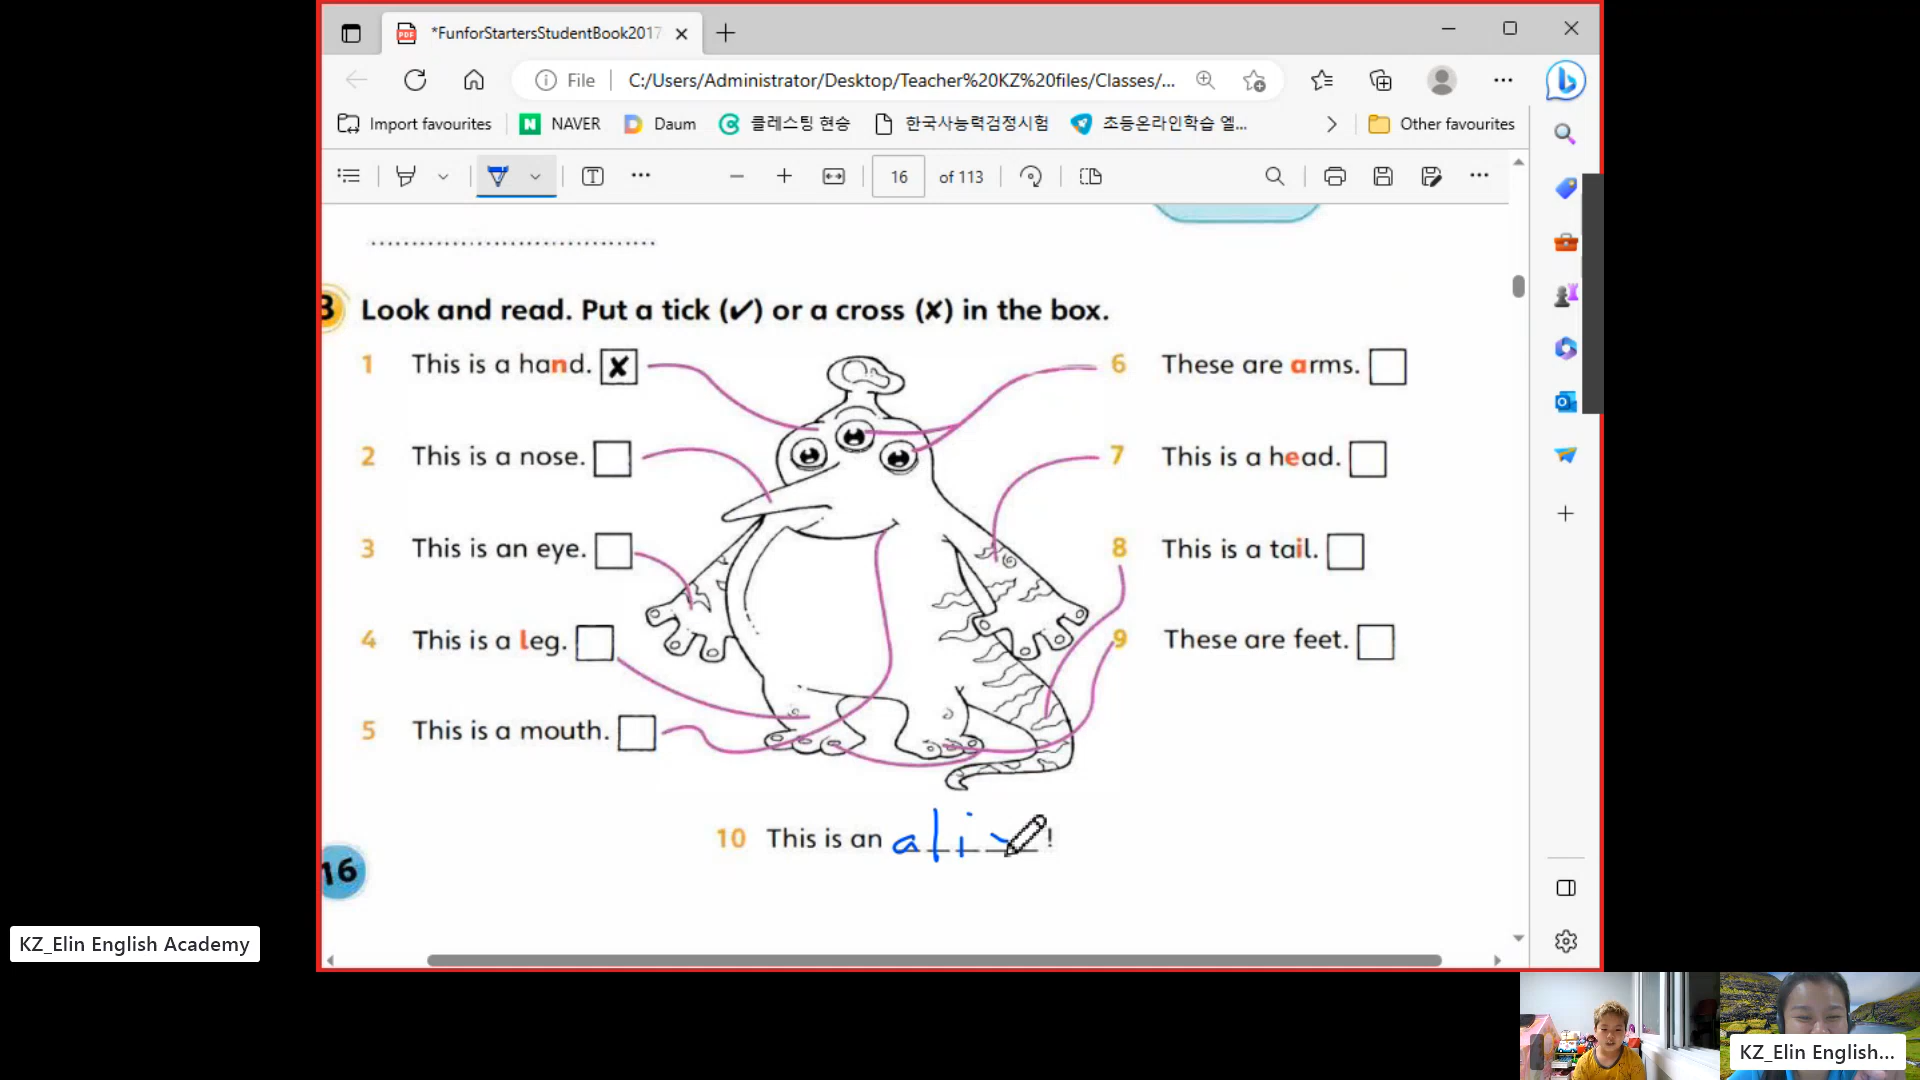 *FunforStartersStudentBook2017
File
C:/Users/Administrator/Desktop/Teacher%20KZ%20files/Classes/...
Import favourites
NAVER
Daum
클레스팅 현승
한국사능력검정시험
초등온라인학습 엘...
Other favourites
16 of 113
3 Look and read. Put a tick (✔) or a cross (✘) in the box.
1 This is a hand. ✘
2 This is a nose.
3 This is an eye.
4 This is a leg.
5 This is a mouth.
6 These are arms.
7 This is a head.
8 This is a tail.
9 These are feet.
10 This is an ali !
16
KZ_Elin English Academy
KZ_Elin English...